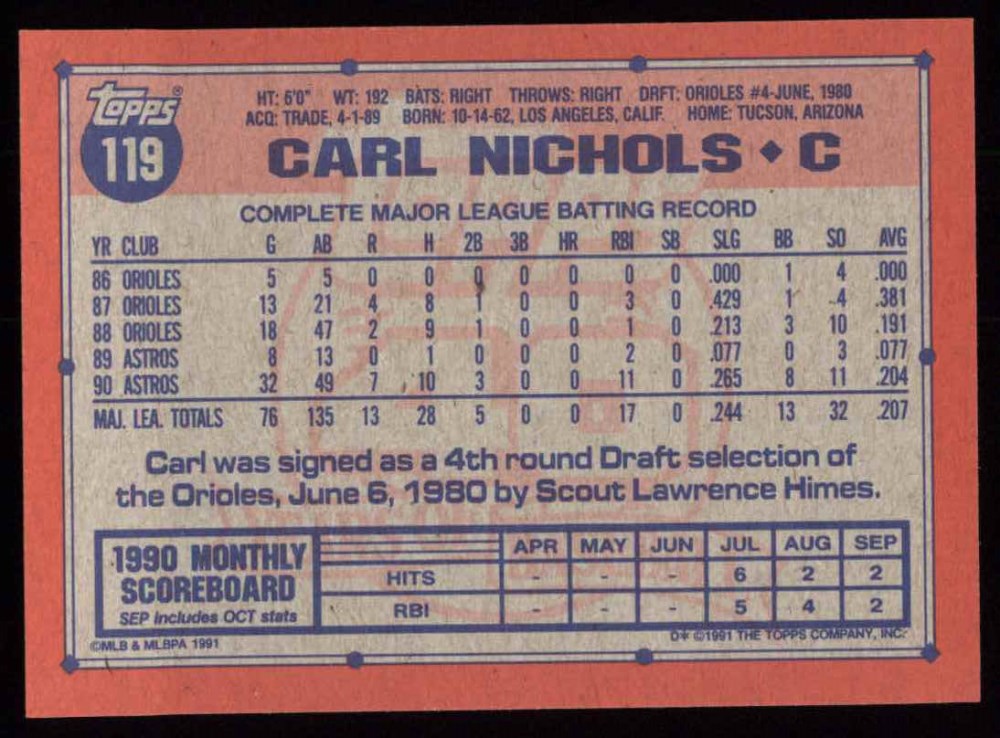 Topps®
119
HT: 6'0" WT: 192 BATS: RIGHT THROWS: RIGHT DRFT: ORIOLES #4-JUNE, 1980
ACQ: TRADE, 4-1-89 BORN: 10-14-62, LOS ANGELES, CALIF. HOME: TUCSON, ARIZONA
CARL NICHOLS ◆ C
COMPLETE MAJOR LEAGUE BATTING RECORD
YR CLUB G AB R H 2B 3B HR RBI SB SLG BB SO AVG
86 ORIOLES 5 5 0 0 0 0 0 0 0 .000 1 4 .000
87 ORIOLES 13 21 4 8 1 0 0 3 0 .429 1 4 .381
88 ORIOLES 18 47 2 9 1 0 0 1 0 .213 3 10 .191
89 ASTROS 8 13 0 1 0 0 0 2 0 .077 0 3 .077
90 ASTROS 32 49 7 10 3 0 0 11 0 .265 8 11 .204
MAJ. LEA. TOTALS 76 135 13 28 5 0 0 17 0 .244 13 32 .207
Carl was signed as a 4th round Draft selection of
the Orioles, June 6, 1980 by Scout Lawrence Himes.
1990 MONTHLY
SCOREBOARD
SEP includes OCT stats
APR MAY JUN JUL AUG SEP
HITS - - - 6 2 2
RBI - - - 5 4 2
©MLB & MLBPA 1991
D* ©1991 THE TOPPS COMPANY, INC.